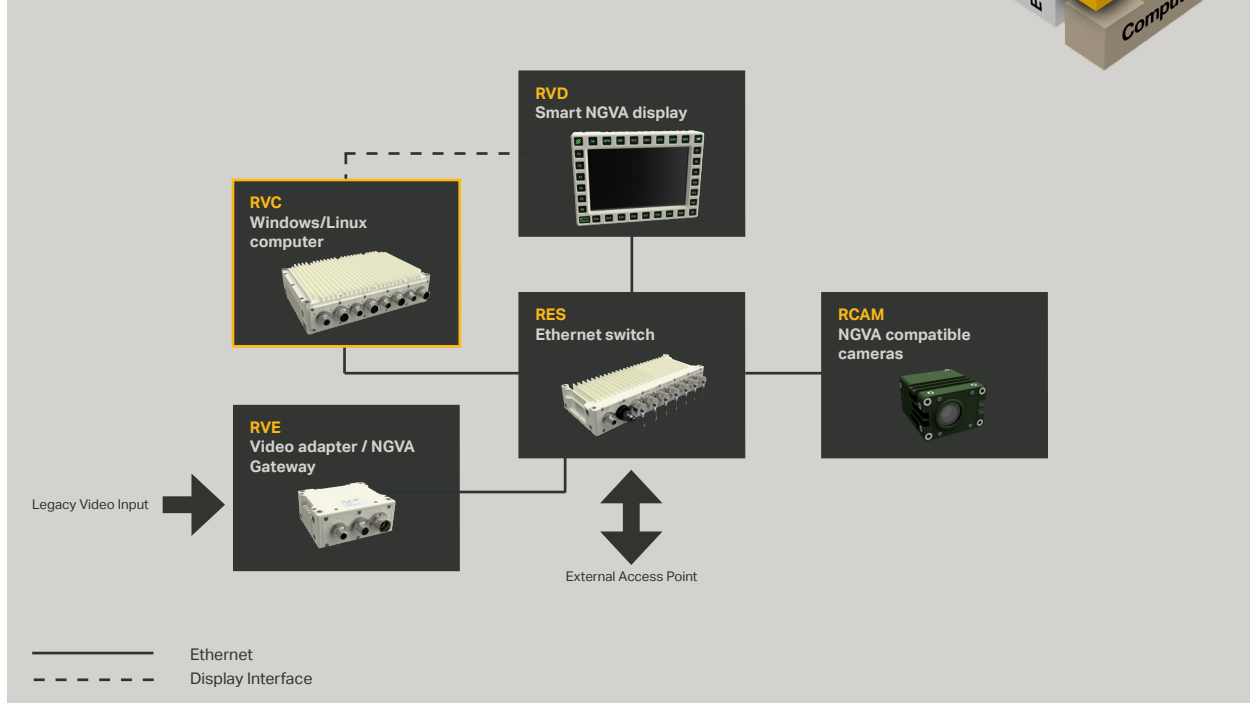 E
Compu
RVD
Smart NGVA display
RVC
Windows/Linux
computer
RES
Ethernet switch
RCAM
NGVA compatible
cameras
RVE
Video adapter / NGVA
Gateway
Legacy Video Input
External Access Point
Ethernet
Display Interface